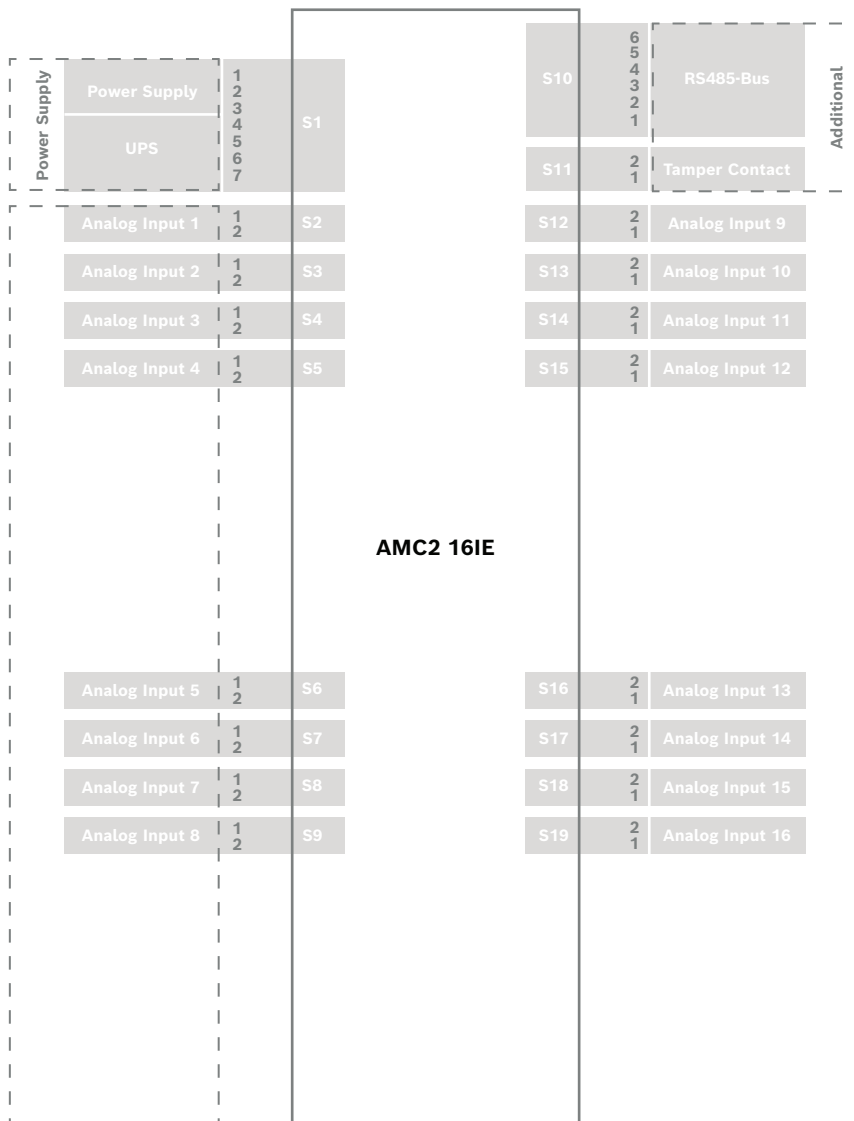 Power Supply
Power Supply
UPS
1
2
3
4
5
6
7
S1
Analog Input 1
1
2
S2
Analog Input 2
1
2
S3
Analog Input 3
1
2
S4
Analog Input 4
1
2
S5
S10
6
5
4
3
2
1
RS485-Bus
Additional
S11
2
1
Tamper Contact
S12
2
1
Analog Input 9
S13
2
1
Analog Input 10
S14
2
1
Analog Input 11
S15
2
1
Analog Input 12
AMC2 16IE
Analog Input 5
1
2
S6
Analog Input 6
1
2
S7
Analog Input 7
1
2
S8
Analog Input 8
1
2
S9
S16
2
1
Analog Input 13
S17
2
1
Analog Input 14
S18
2
1
Analog Input 15
S19
2
1
Analog Input 16